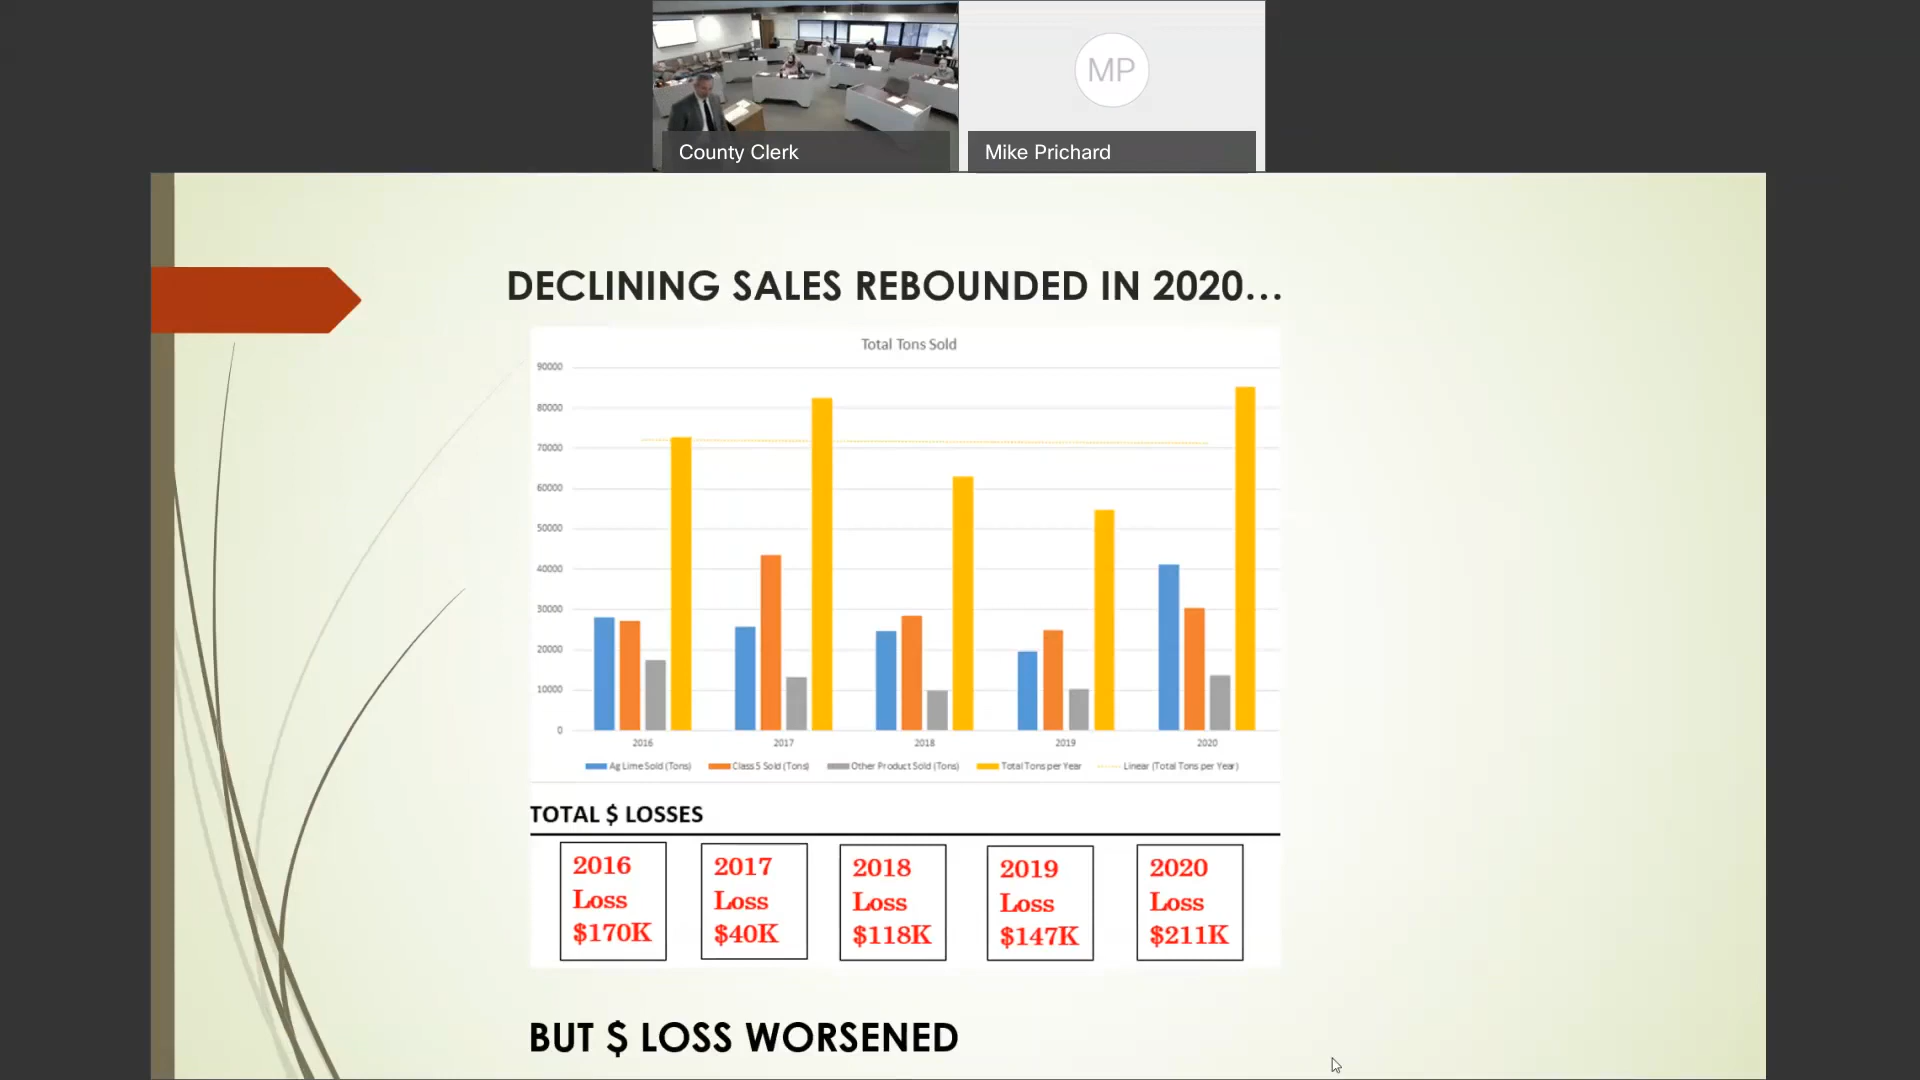 MP
County Clerk
Mike Prichard
DECLINING SALES REBOUNDED IN 2020...
Total Tons Sold
90000
80000
70000
60000
50000
40000
30000
20000
10000
0
2016 2017 2018 2019 2020
Ag Lime Sold (Tons) Class 5 Sold (Tons) Other Product Sold (Tons) Total Tons per Year Linear (Total Tons per Year)
TOTAL $ LOSSES
2016
Loss
$170K
2017
Loss
$40K
2018
Loss
$118K
2019
Loss
$147K
2020
Loss
$211K
BUT $ LOSS WORSENED